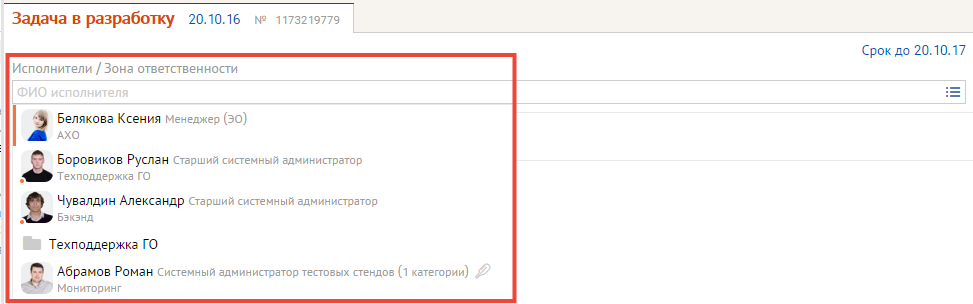 Задача в разработку 20.10.16 № 1173219779
Срок до 20.10.17
Исполнители / Зона ответственности
ФИО исполнителя
Белякова Ксения Менеджер (ЭО)
АХО
Боровиков Руслан Старший системный администратор
Техподдержка ГО
Чувалдин Александр Старший системный администратор
Бэкэнд
Техподдержка ГО
Абрамов Роман Системный администратор тестовых стендов (1 категории)
Мониторинг